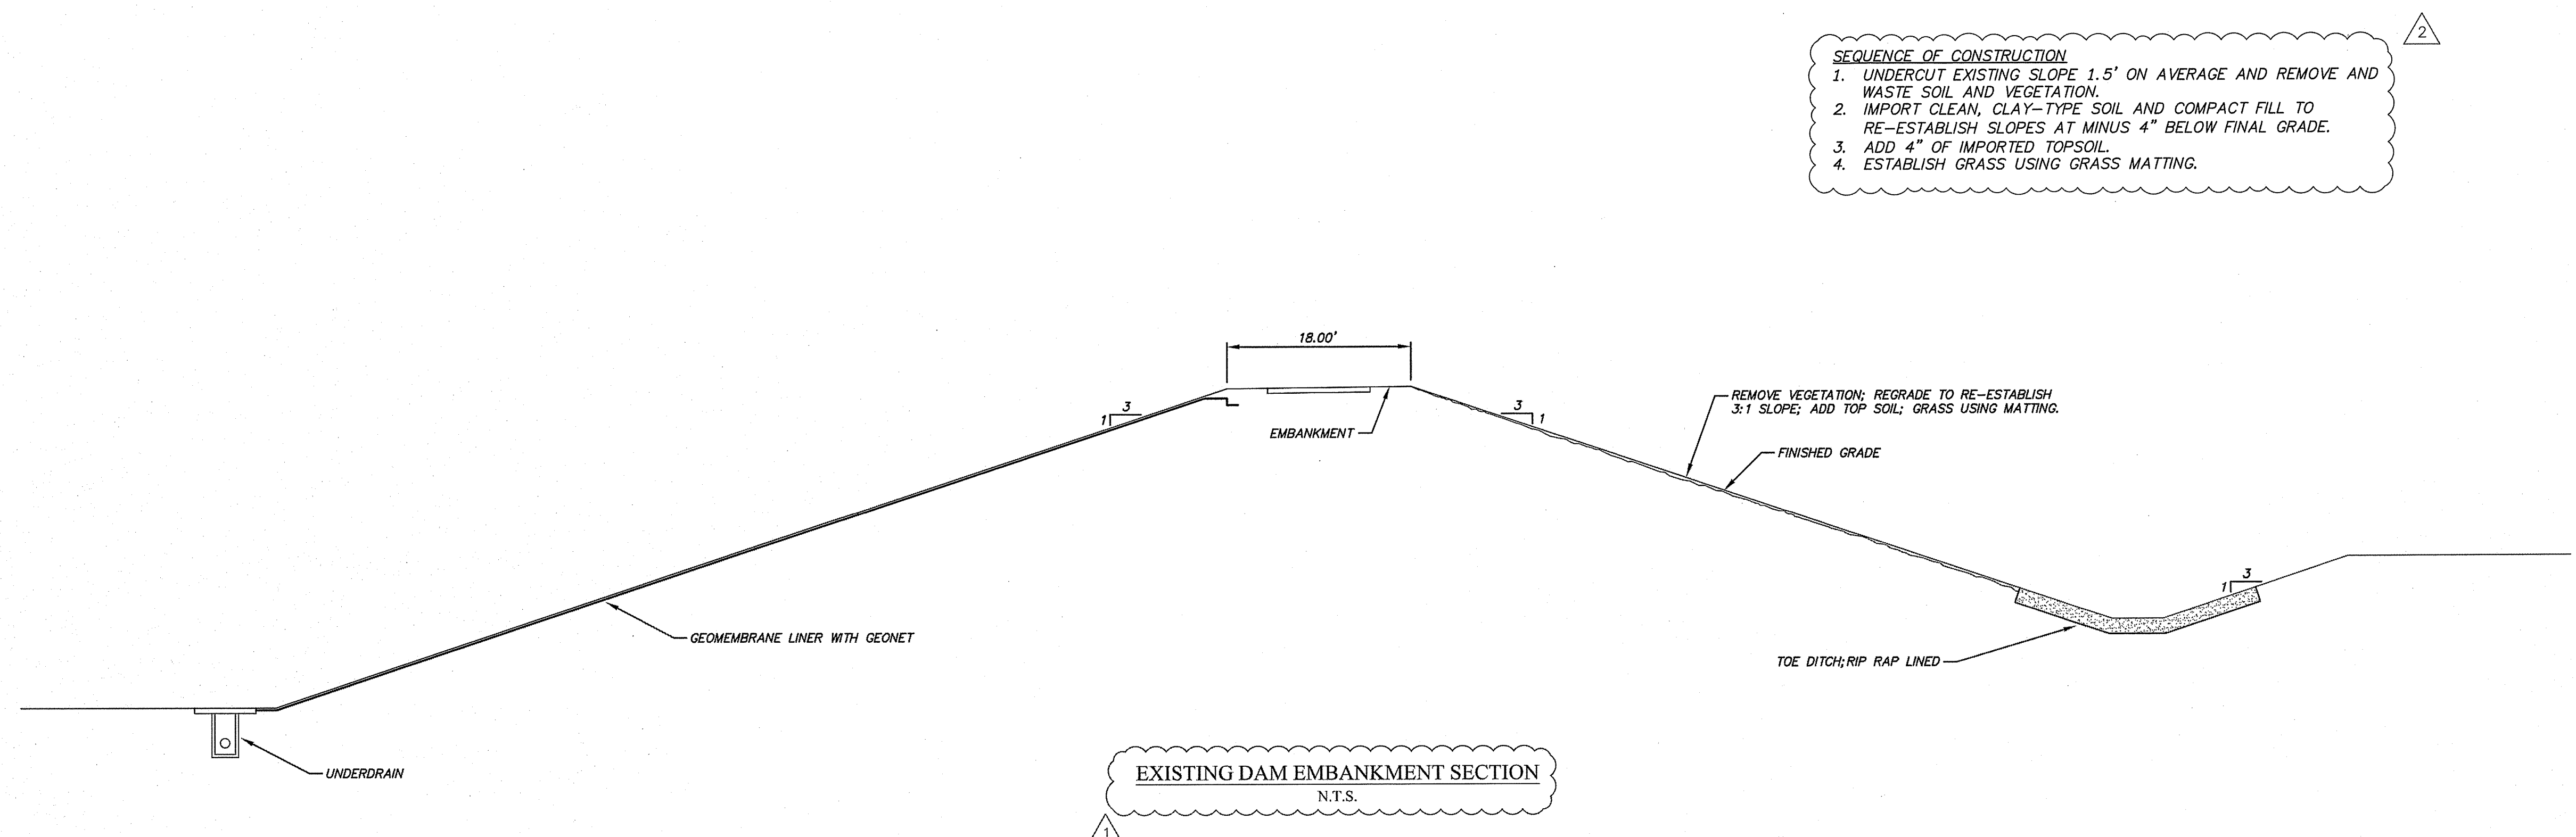 2
SEQUENCE OF CONSTRUCTION
1. UNDERCUT EXISTING SLOPE 1.5' ON AVERAGE AND REMOVE AND
WASTE SOIL AND VEGETATION.
2. IMPORT CLEAN, CLAY-TYPE SOIL AND COMPACT FILL TO
RE-ESTABLISH SLOPES AT MINUS 4" BELOW FINAL GRADE.
3. ADD 4" OF IMPORTED TOPSOIL.
4. ESTABLISH GRASS USING GRASS MATTING.
18.00'
3
1
EMBANKMENT
3
1
REMOVE VEGETATION; REGRADE TO RE-ESTABLISH
3:1 SLOPE; ADD TOP SOIL; GRASS USING MATTING.
FINISHED GRADE
3
1
GEOMEMBRANE LINER WITH GEONET
TOE DITCH; RIP RAP LINED
UNDERDRAIN
EXISTING DAM EMBANKMENT SECTION
N.T.S.
1